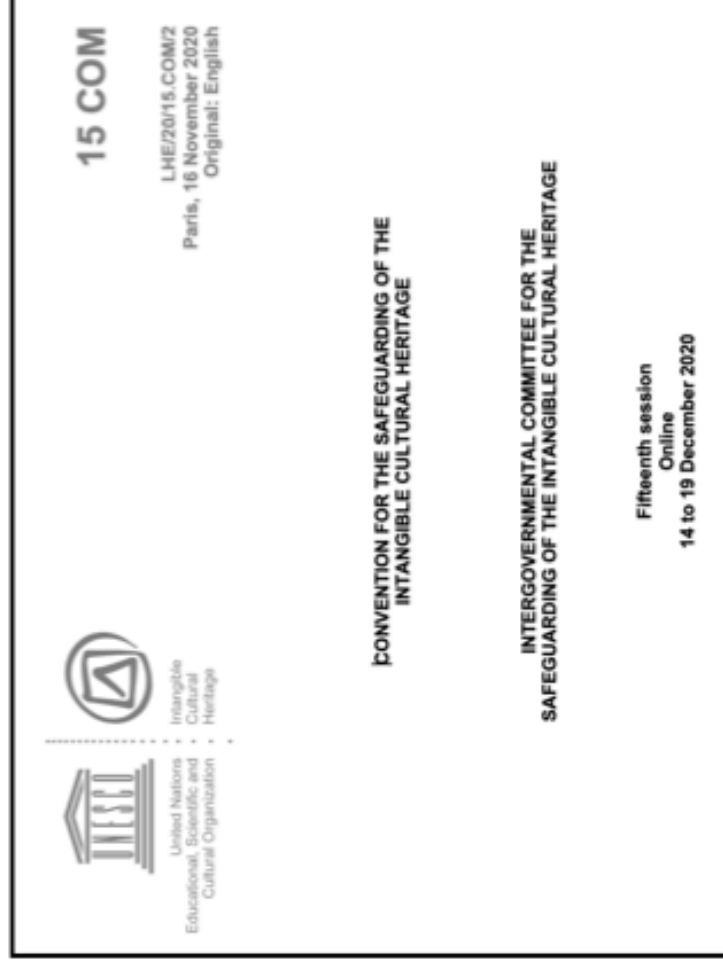 UNESCO
United Nations
Educational, Scientific and
Cultural Organization
Intangible
Cultural
Heritage
15 COM
LHE/20/15.COM/2
Paris, 16 November 2020
Original: English
CONVENTION FOR THE SAFEGUARDING OF THE
INTANGIBLE CULTURAL HERITAGE
INTERGOVERNMENTAL COMMITTEE FOR THE
SAFEGUARDING OF THE INTANGIBLE CULTURAL HERITAGE
Fifteenth session
Online
14 to 19 December 2020